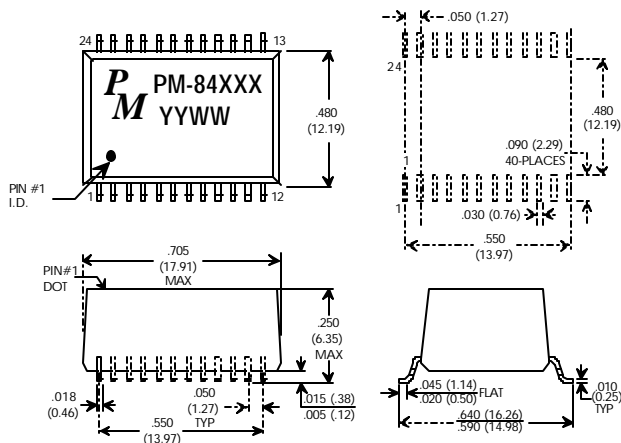 24
13
PM
PM-84XXX
YYWW
.480
(12.19)
PIN #1
I.D.
1
12
.050 (1.27)
24
.480
(12.19)
.090 (2.29)
40-PLACES
1
1
.030 (0.76)
.550
(13.97)
.705
(17.91)
MAX
PIN#1
DOT
.250
(6.35)
MAX
.018
(0.46)
.050
(1.27)
TYP
.015 (.38)
.005 (.12)
.550
(13.97)
.045 (1.14)
.020 (0.50)
FLAT
.010
(0.25)
TYP
.640 (16.26)
.590 (14.98)